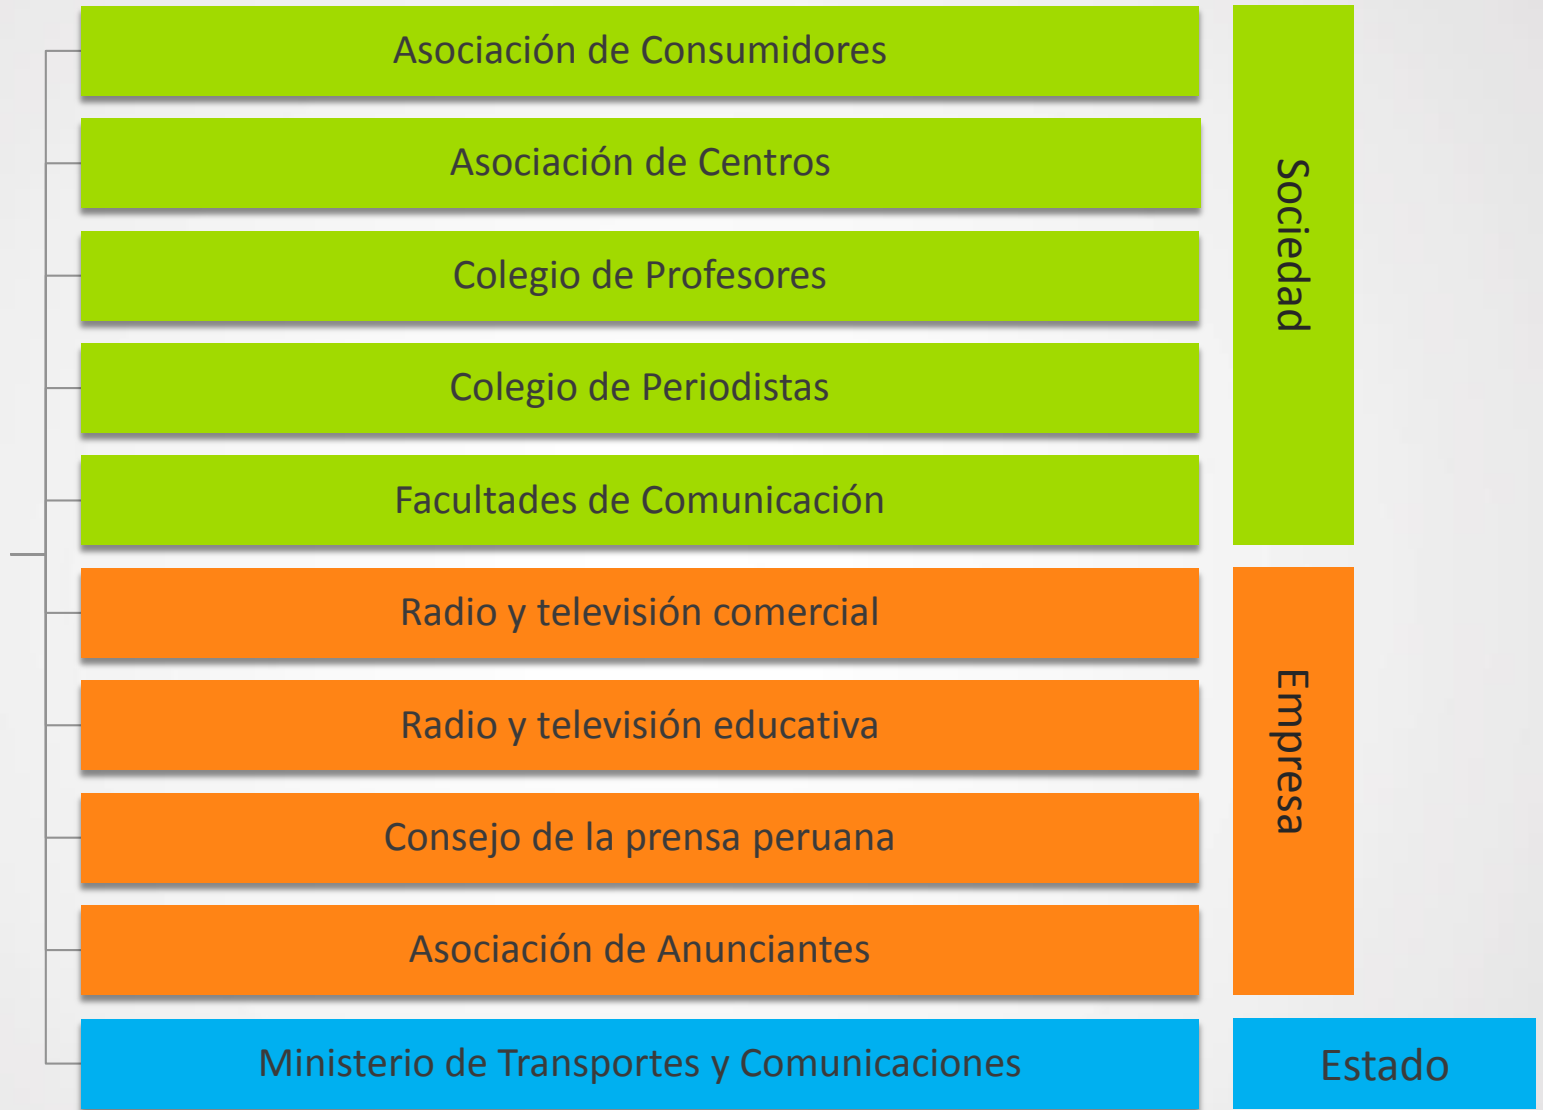 Asociación de Consumidores
Asociación de Centros
Colegio de Profesores
Colegio de Periodistas
Facultades de Comunicación
Sociedad
Radio y televisión comercial
Radio y televisión educativa
Consejo de la prensa peruana
Asociación de Anunciantes
Empresa
Ministerio de Transportes y Comunicaciones
Estado